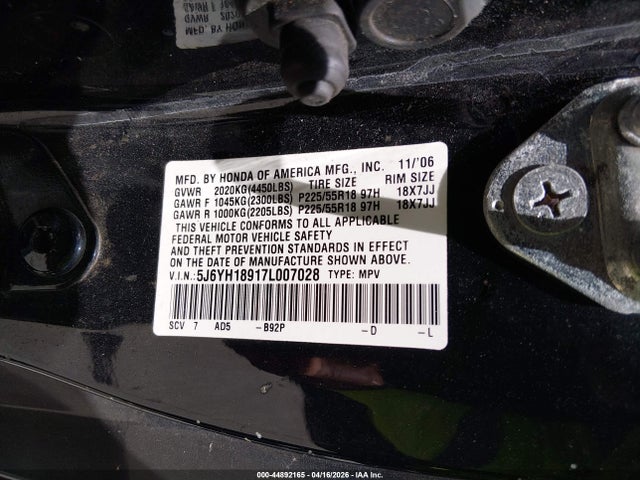 MFD. BY HONDA OF AMERICA MFG., INC. 11/'06
GVWR 2020KG(4450LBS) TIRE SIZE RIM SIZE
GAWR F 1045KG(2300LBS) P225/55R18 97H 18X7JJ
GAWR R 1000KG(2205LBS) P225/55R18 97H 18X7JJ
THIS VEHICLE CONFORMS TO ALL APPLICABLE
FEDERAL MOTOR VEHICLE SAFETY
AND THEFT PREVENTION STANDARDS IN EFFECT
ON THE DATE OF MANUFACTURE SHOWN ABOVE.
V.I.N.: 5J6YH18917L007028 TYPE: MPV
SCV 7 AD5 -B92P -D -L
000-44892165 - 04/16/2026 - IAA Inc.